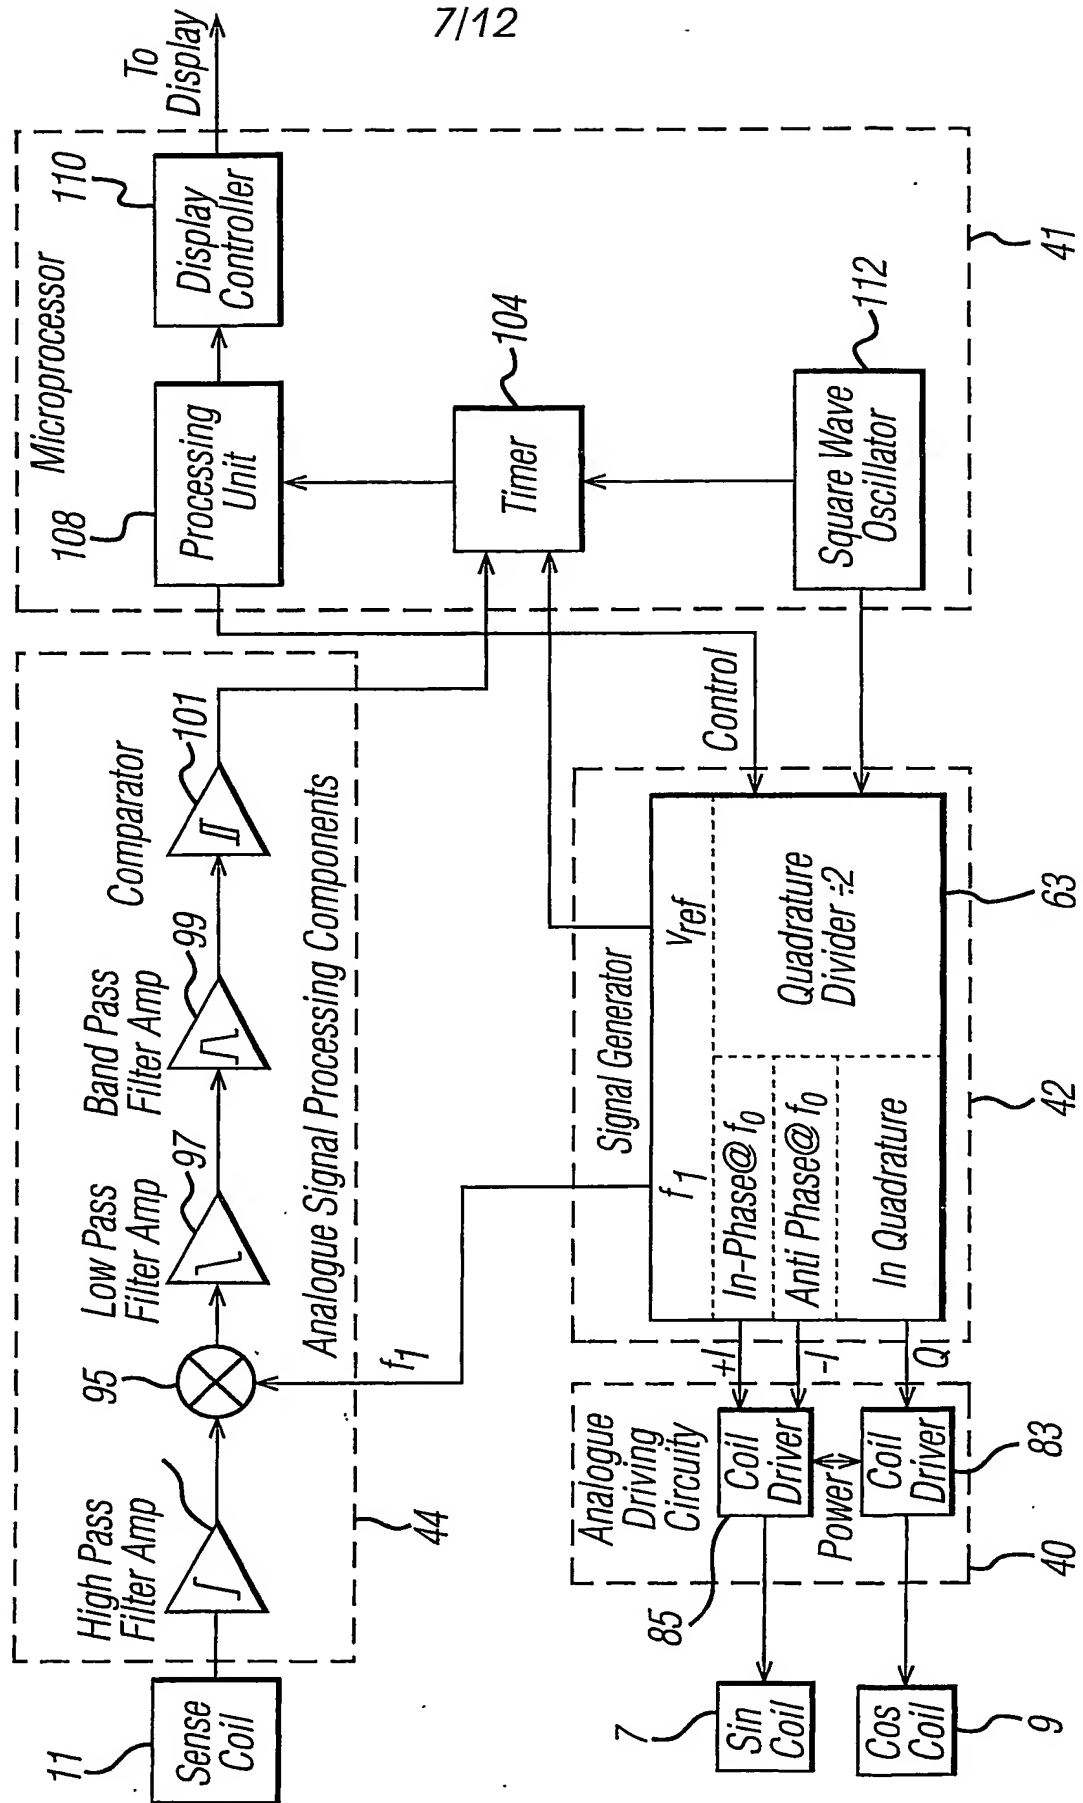 7/12
11
Sense
Coil
High Pass
Filter Amp
95
Low Pass
Filter Amp
97
Band Pass
Filter Amp
99
Comparator
101
Analogue Signal Processing Components
44
f1
Microprocessor
108
Processing
Unit
110
Display
Controller
To
Display
Timer
104
Square Wave
Oscillator
112
41
Control
Signal Generator
f1
Vref
In-Phase@ f0
Anti Phase@ f0
In Quadrature
Quadrature
Divider ÷2
63
42
+I
-I
Q
Analogue
Driving
Circuity
Coil
Driver
Power
Coil
Driver
83
85
40
7
Sin
Coil
Cos
Coil
9